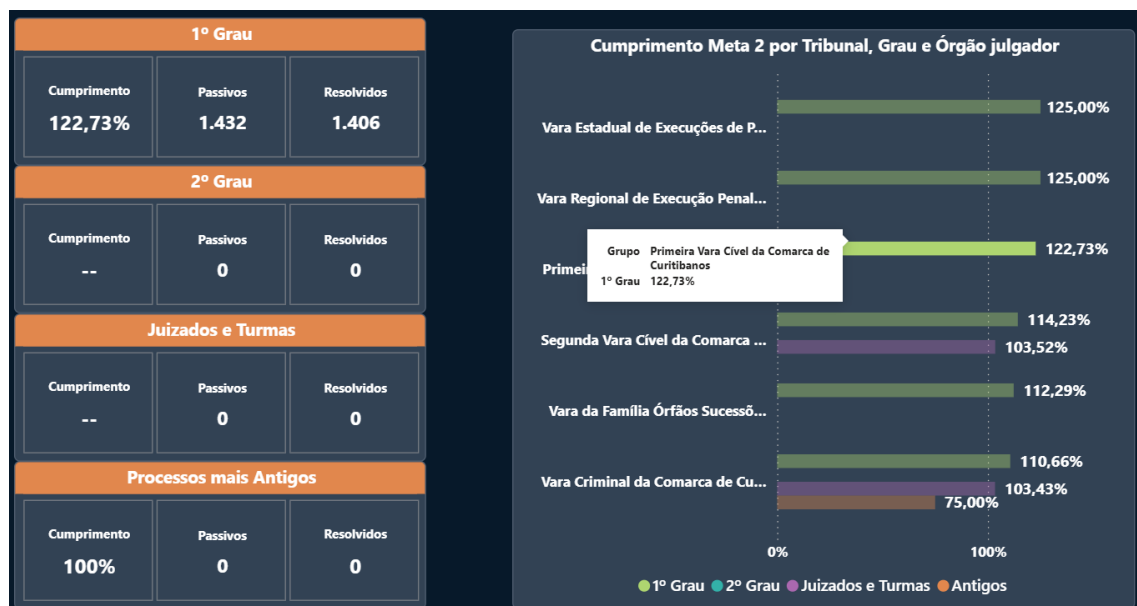 1º Grau
Cumprimento
122,73%
Passivos
1.432
Resolvidos
1.406
2º Grau
Cumprimento
--
Passivos
0
Resolvidos
0
Juizados e Turmas
Cumprimento
--
Passivos
0
Resolvidos
0
Processos mais Antigos
Cumprimento
100%
Passivos
0
Resolvidos
0
Cumprimento Meta 2 por Tribunal, Grau e Órgão julgador
Vara Estadual de Execuções de P...
125,00%
Vara Regional de Execução Penal...
125,00%
Primei
122,73%
Grupo Primeira Vara Cível da Comarca de
Curitibanos
1º Grau 122,73%
Segunda Vara Cível da Comarca ...
114,23%
103,52%
Vara da Família Órfãos Sucessõ...
112,29%
Vara Criminal da Comarca de Cu...
110,66%
103,43%
75,00%
0% 100%
1º Grau 2º Grau Juizados e Turmas Antigos